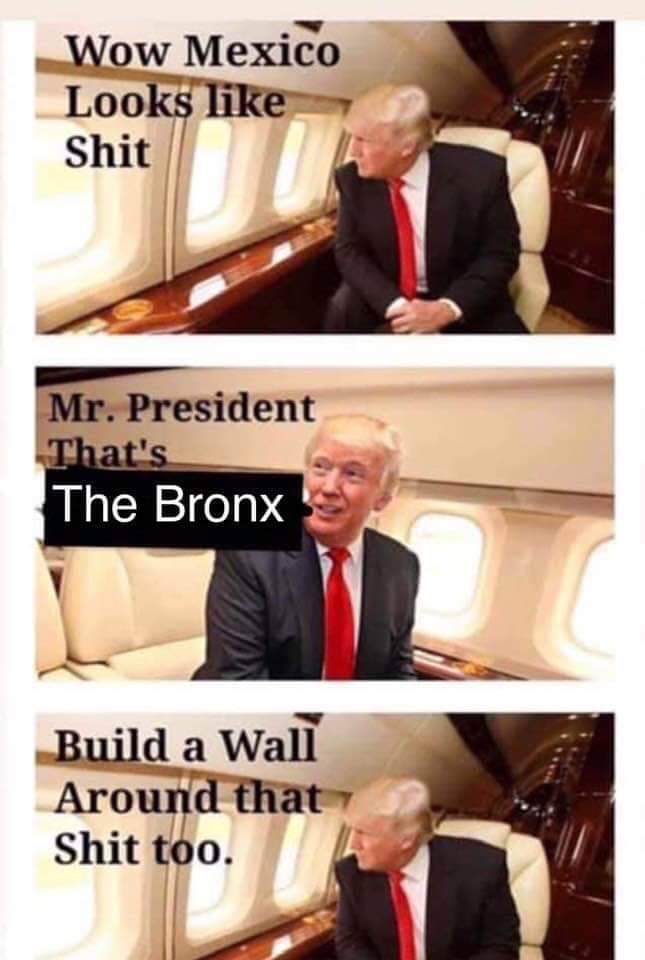 Wow Mexico
Looks like
Shit
Mr. President
That's
The Bronx
Build a Wall
Around that
Shit too.